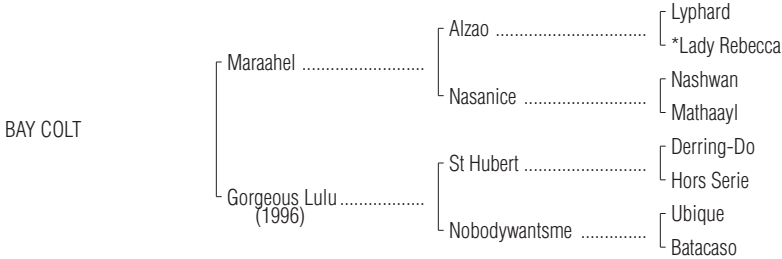 Lyphard
Alzao ................................
*Lady Rebecca
Maraahel .........................
Nashwan
Nasanice ..........................
Mathaayl
BAY COLT
Derring-Do
St Hubert ..........................
Hors Serie
Gorgeous Lulu .................
(1996)
Ubique
Nobodywantsme ..............
Batacaso